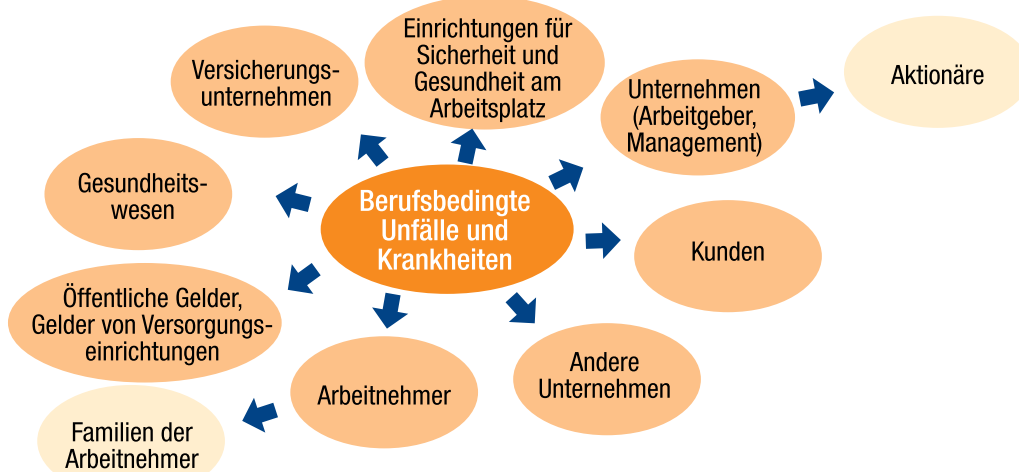 Einrichtungen für
Sicherheit und
Gesundheit am
Arbeitsplatz
Versicherungs-
unternehmen
Unternehmen
(Arbeitgeber,
Management)
Aktionäre
Gesundheits-
wesen
Berufsbedingte
Unfälle und
Krankheiten
Kunden
Öffentliche Gelder,
Gelder von Versorgungs-
einrichtungen
Arbeitnehmer
Andere
Unternehmen
Familien der
Arbeitnehmer